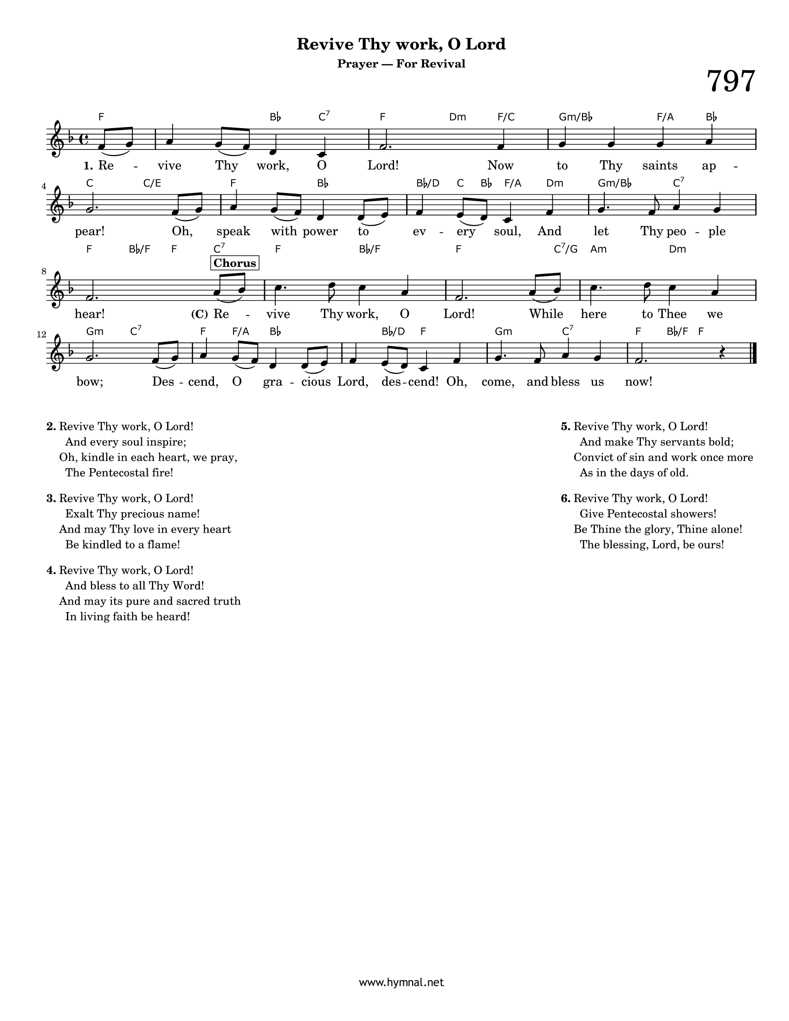 Revive Thy work, O Lord
Prayer — For Revival
797
F B♭ C7 F Dm F/C Gm/B♭ F/A B♭
1. Re - vive Thy work, O Lord! Now to Thy saints ap -
4 C C/E F B♭ B♭/D C B♭ F/A Dm Gm/B♭ C7
pear! Oh, speak with power to ev - ery soul, And let Thy peo - ple
F B♭/F F C7 F B♭/F F C7/G Am Dm
Chorus
8
hear! (C) Re - vive Thy work, O Lord! While here to Thee we
12 Gm C7 F F/A B♭ B♭/D F Gm C7 F B♭/F F
bow; Des - cend, O gra - cious Lord, des - cend! Oh, come, and bless us now!
2. Revive Thy work, O Lord!
And every soul inspire;
Oh, kindle in each heart, we pray,
The Pentecostal fire!
3. Revive Thy work, O Lord!
Exalt Thy precious name!
And may Thy love in every heart
Be kindled to a flame!
4. Revive Thy work, O Lord!
And bless to all Thy Word!
And may its pure and sacred truth
In living faith be heard!
5. Revive Thy work, O Lord!
And make Thy servants bold;
Convict of sin and work once more
As in the days of old.
6. Revive Thy work, O Lord!
Give Pentecostal showers!
Be Thine the glory, Thine alone!
The blessing, Lord, be ours!
www.hymnal.net